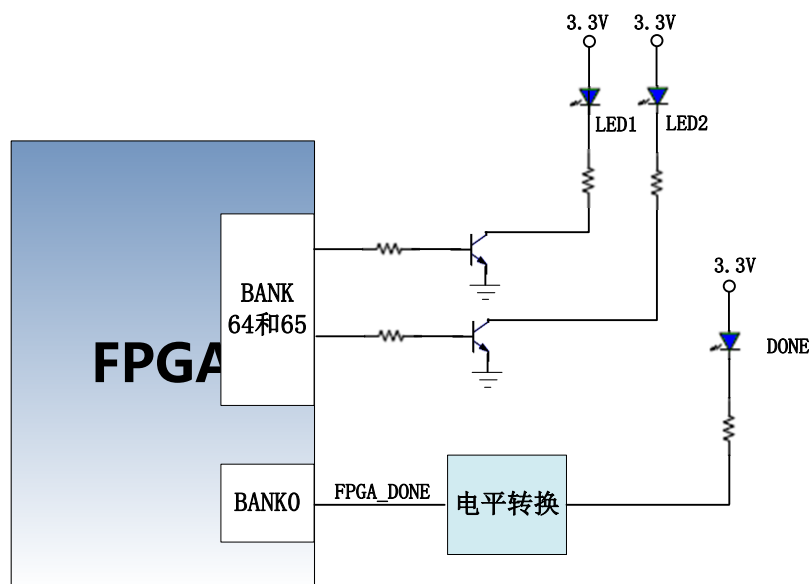 3.3V 3.3V
LED1 LED2
BANK
64和65
FPGA
3.3V
DONE
BANK0
FPGA_DONE
电平转换